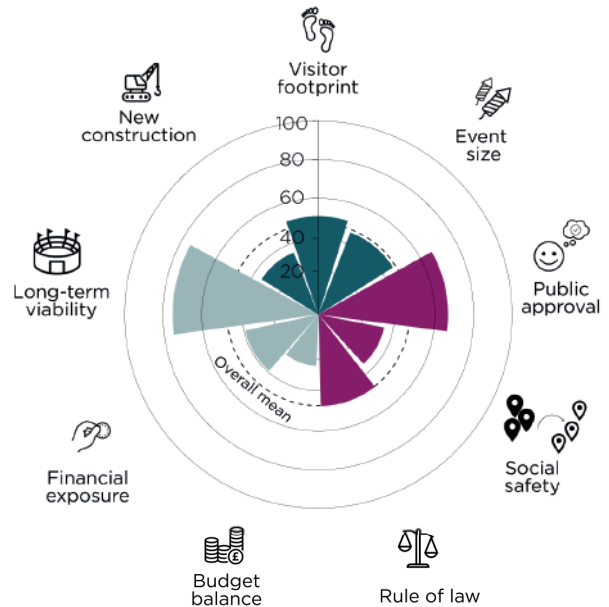 Visitor
footprint
New
construction
Event
size
100
80
60
40
20
Long-term
viability
Public
approval
Overall mean
Financial
exposure
Social
safety
Budget
balance
Rule of law
£